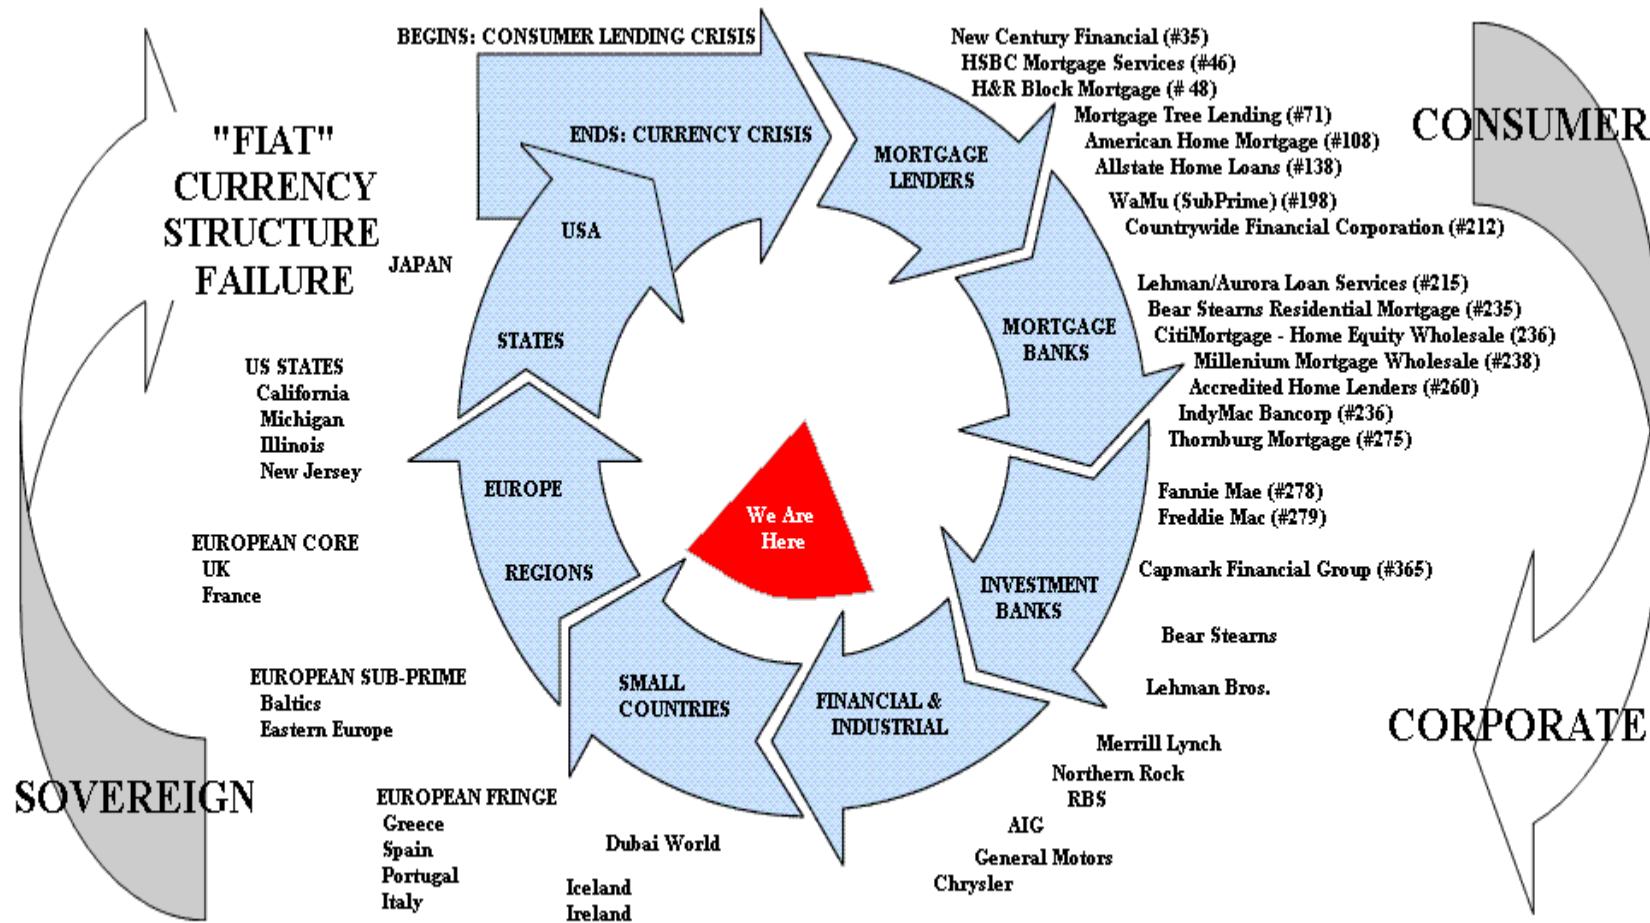 BEGINS: CONSUMER LENDING CRISIS
ENDS: CURRENCY CRISIS
MORTGAGE
LENDERS
MORTGAGE
BANKS
INVESTMENT
BANKS
FINANCIAL &
INDUSTRIAL
SMALL
COUNTRIES
EUROPE
REGIONS
STATES
USA
We Are
Here
CONSUMER
CORPORATE
SOVEREIGN
"FIAT"
CURRENCY
STRUCTURE
FAILURE
New Century Financial (#35)
HSBC Mortgage Services (#46)
H&R Block Mortgage (# 48)
Mortgage Tree Lending (#71)
American Home Mortgage (#108)
Allstate Home Loans (#138)
WaMu (SubPrime) (#198)
Countrywide Financial Corporation (#212)
Lehman/Aurora Loan Services (#215)
Bear Stearns Residential Mortgage (#235)
CitiMortgage - Home Equity Wholesale (236)
Millenium Mortgage Wholesale (#238)
Accredited Home Lenders (#260)
IndyMac Bancorp (#236)
Thornburg Mortgage (#275)
Fannie Mae (#278)
Freddie Mac (#279)
Capmark Financial Group (#365)
Bear Stearns
Lehman Bros.
Merrill Lynch
Northern Rock
RBS
AIG
General Motors
Chrysler
Dubai World
Iceland
Ireland
EUROPEAN FRINGE
Greece
Spain
Portugal
Italy
EUROPEAN SUB-PRIME
Baltics
Eastern Europe
EUROPEAN CORE
UK
France
US STATES
California
Michigan
Illinois
New Jersey
JAPAN